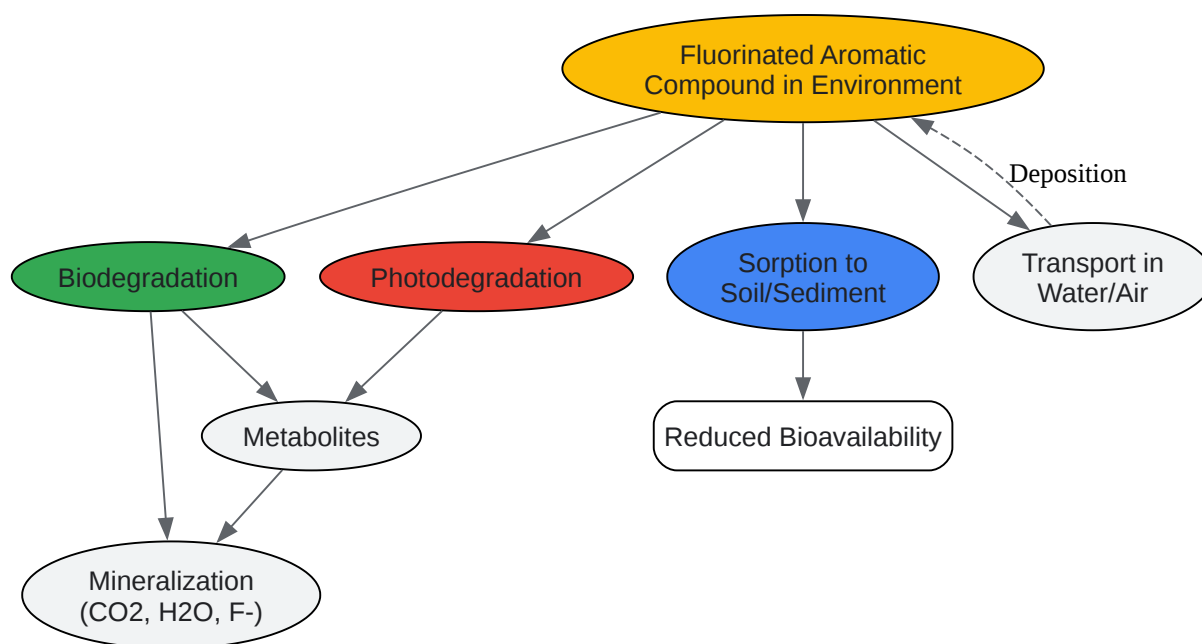 Fluorinated Aromatic
Compound in Environment
Deposition
Biodegradation
Photodegradation
Sorption to
Soil/Sediment
Transport in
Water/Air
Metabolites
Reduced Bioavailability
Mineralization
(CO2, H2O, F-)